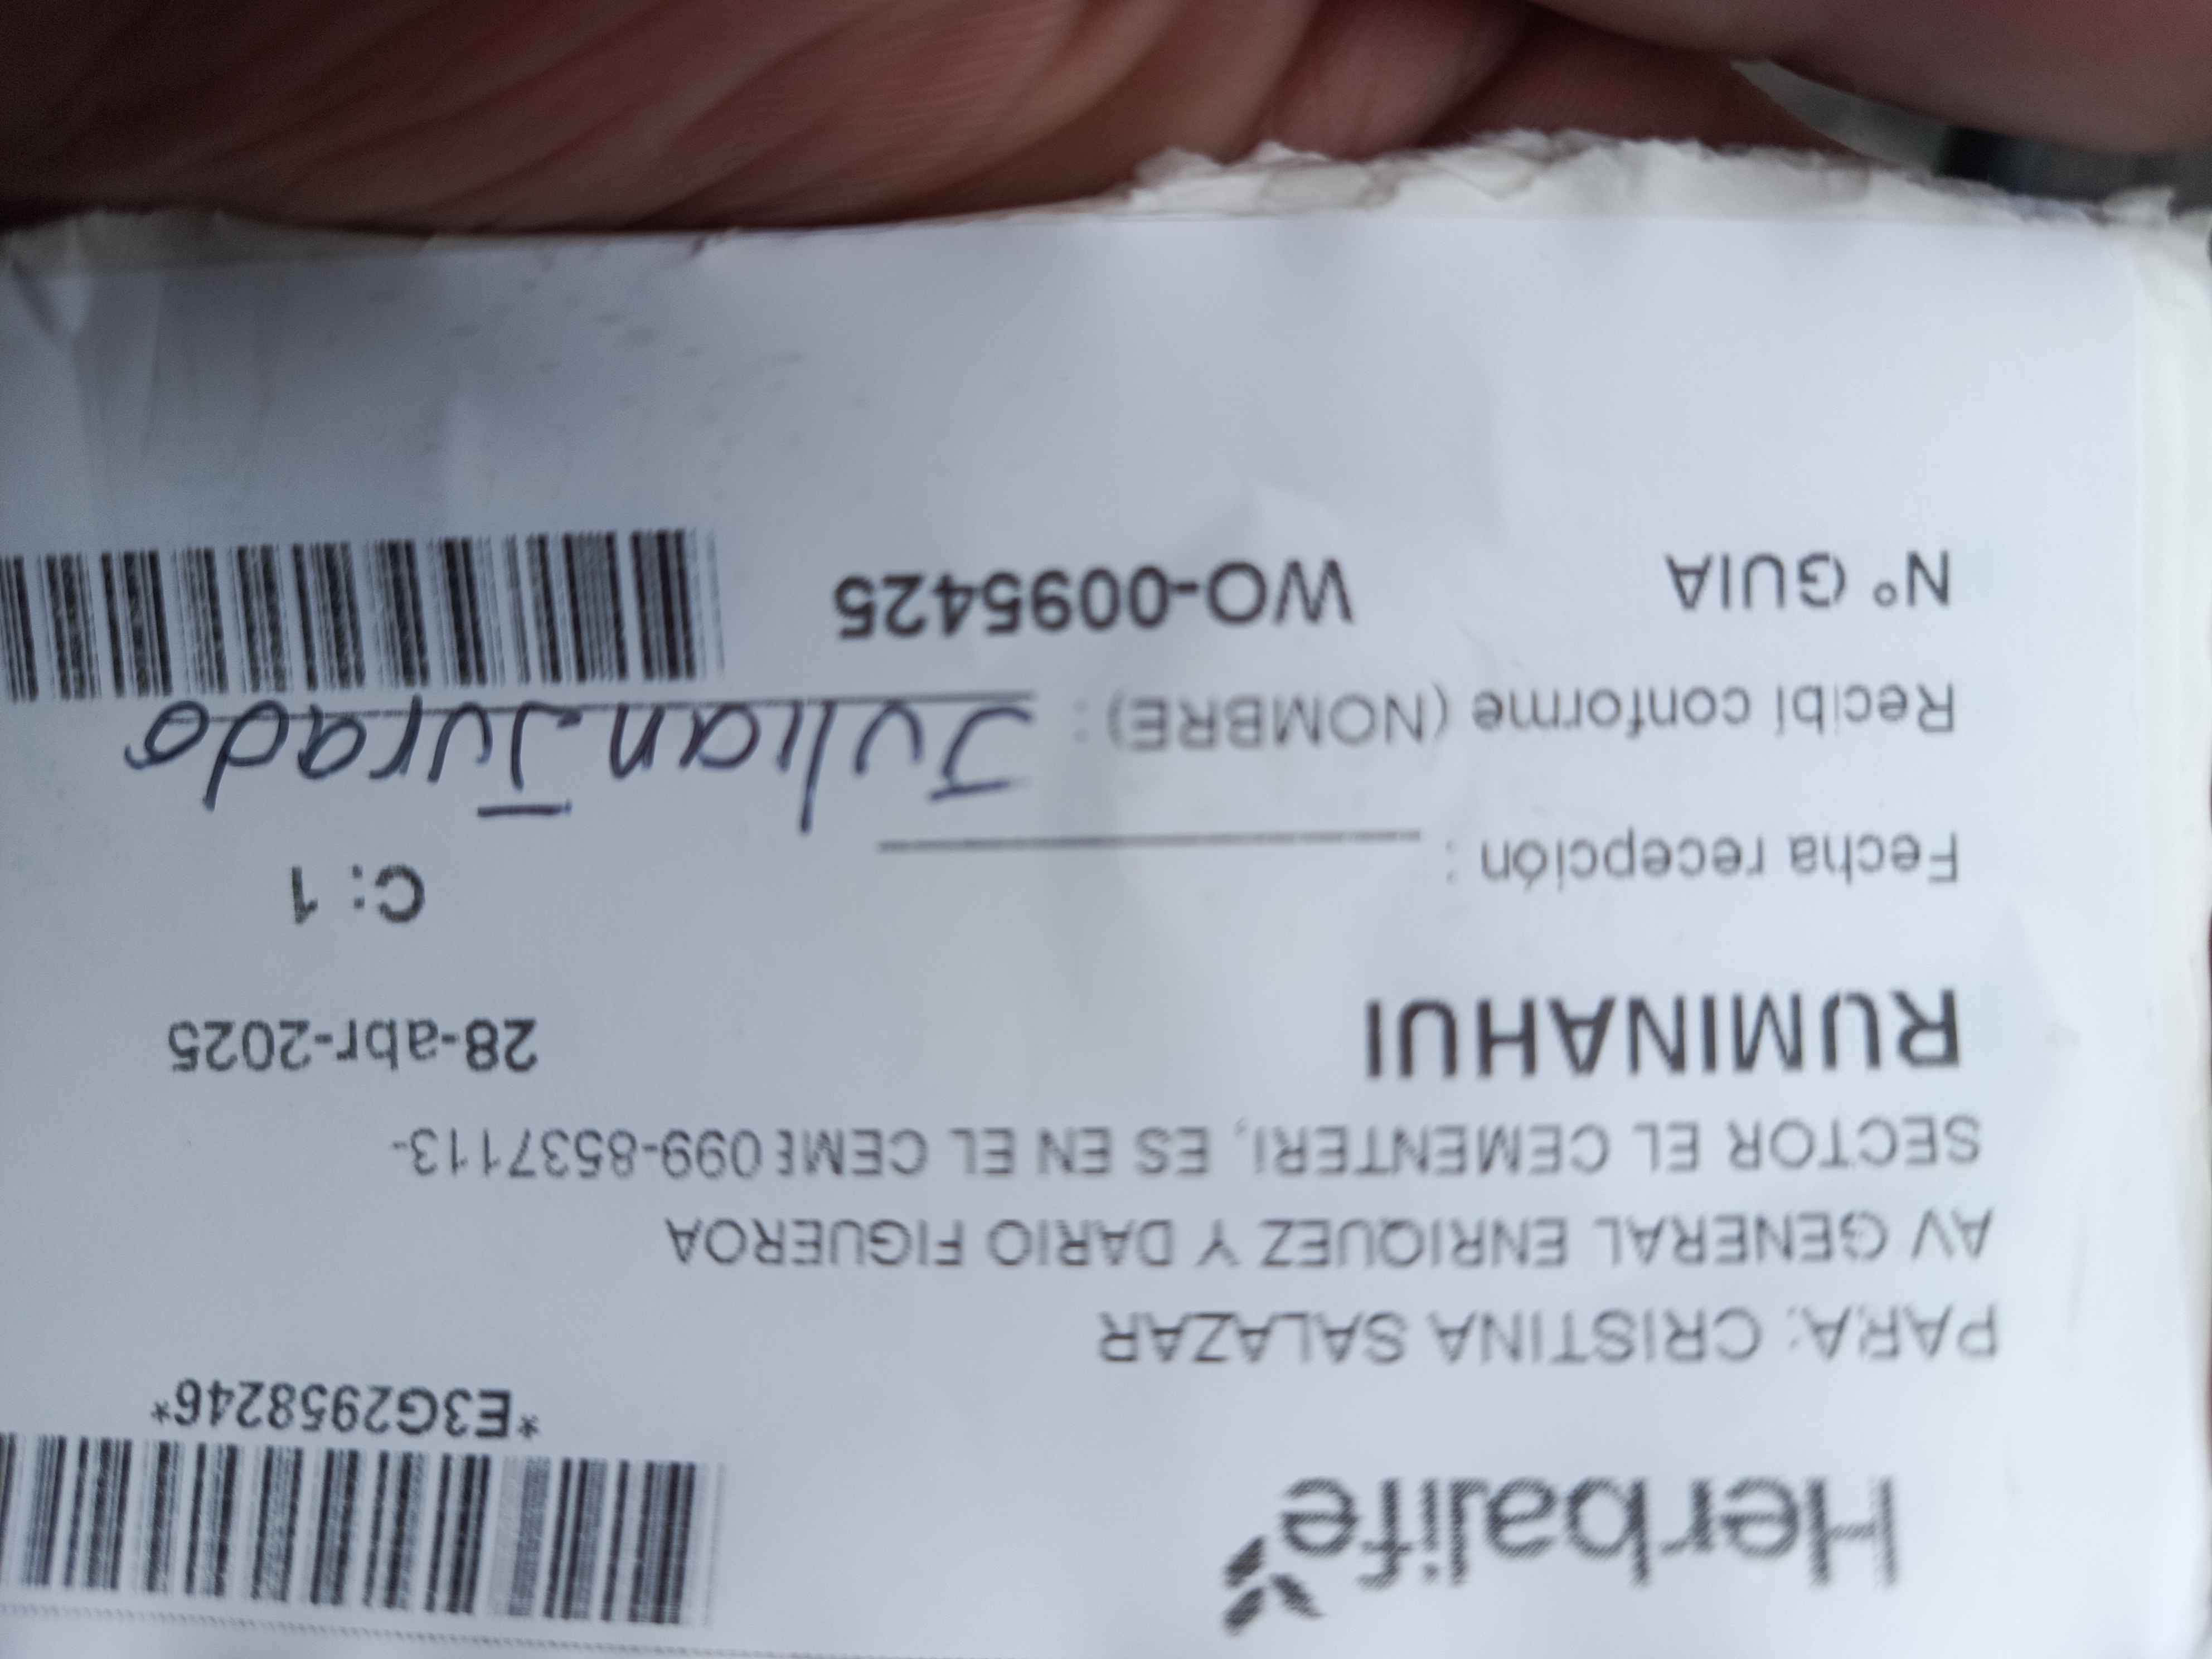 Herbalife
*E3G2958246*
PARA: CRISTINA SALAZAR
AV GENERAL ENRIQUEZ Y DARIO FIGUEROA
SECTOR EL CEMENTERI, ES EN EL CEME 099-8537113-
RUMINAHUI 28-abr-2025
C: 1
Fecha recepción :
Recibí conforme (NOMBRE) : Julian Jurado
N° GUIA WO-0095425